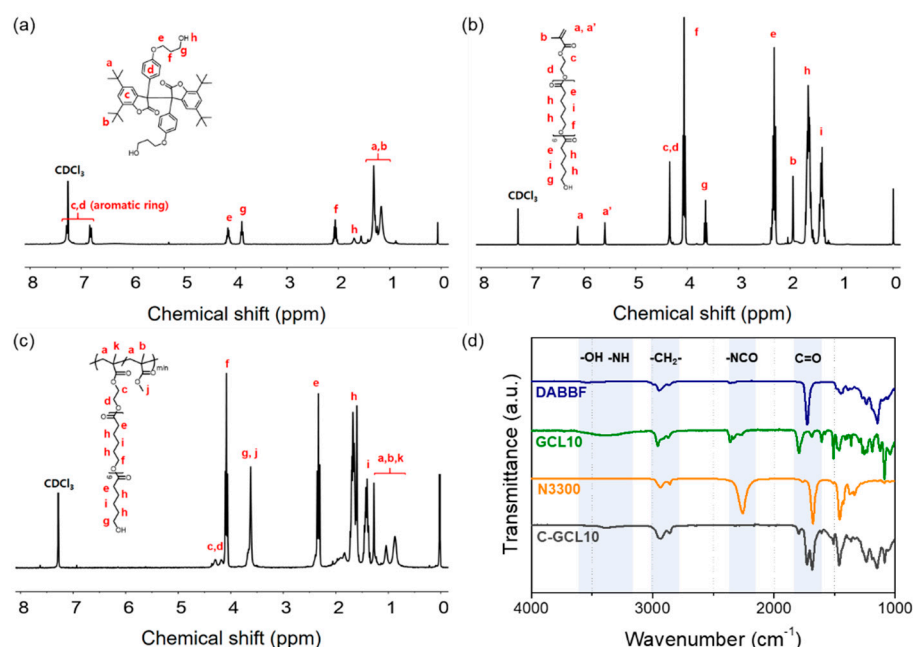 (a)
OH h
e
g
O
f
a
d
c
O
O
O
O
b
O
HO
CDCl3
c,d (aromatic ring)
e
g
f
h
a,b
8 7 6 5 4 3 2 1 0
Chemical shift (ppm)
(b)
a, a'
b
O
O
c
d
O
O
e
h
i
h
f
O
6
O
e
h
i
h
g
OH
CDCl3
a
a'
c,d
f
g
e
b
h
i
8 7 6 5 4 3 2 1 0
Chemical shift (ppm)
(c)
a k a b
m/n
O
O
O
O
j
c
d
O
O
e
h
i
h
f
O
6
O
e
h
i
h
g
OH
CDCl3
c,d
f
g, j
e
h
i
a,b,k
8 7 6 5 4 3 2 1 0
Chemical shift (ppm)
(d)
-OH -NH -CH2- -NCO C=O
DABBF
GCL10
N3300
C-GCL10
Transmittance (a.u.)
4000 3000 2000 1000
Wavenumber (cm-1)